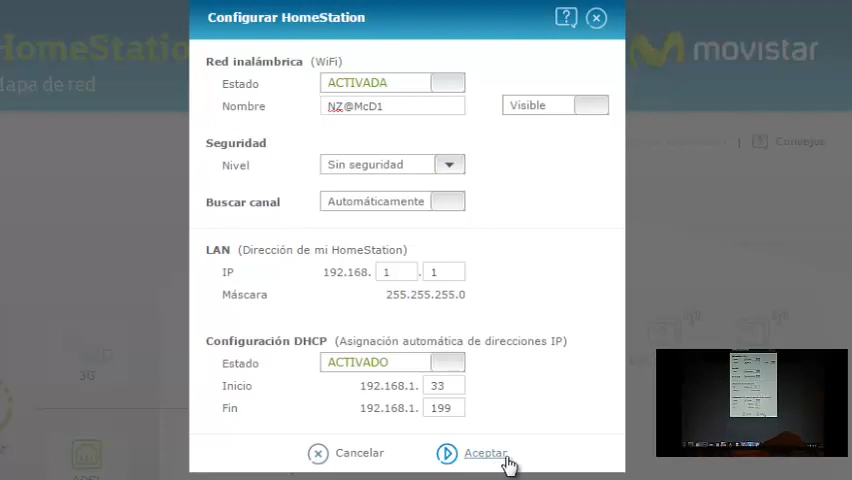 Configurar HomeStation
?
HomeStatio
Mapa de red
movistar
Consejos
Red inalámbrica (WiFi)
Estado ACTIVADA
Nombre NZ@McD1 Visible
Seguridad
Nivel Sin seguridad
Buscar canal Automáticamente
LAN (Dirección de mi HomeStation)
IP 192.168. 1 . 1
Máscara 255.255.255.0
Configuración DHCP (Asignación automática de direcciones IP)
Estado ACTIVADO
Inicio 192.168.1. 33
Fin 192.168.1. 199
3G
ADSL
Cancelar Aceptar